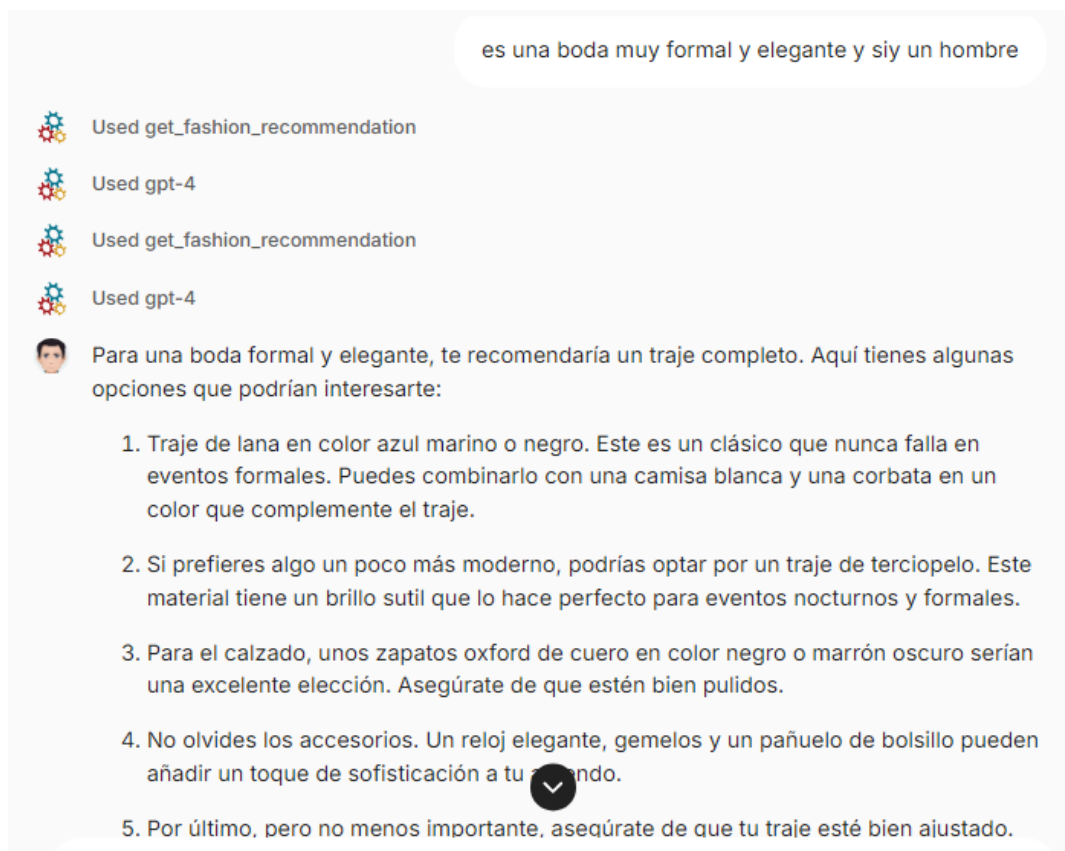 es una boda muy formal y elegante y siy un hombre
Used get_fashion_recommendation
Used gpt-4
Used get_fashion_recommendation
Used gpt-4
Para una boda formal y elegante, te recomendaría un traje completo. Aquí tienes algunas
opciones que podrían interesarte:
1. Traje de lana en color azul marino o negro. Este es un clásico que nunca falla en
eventos formales. Puedes combinarlo con una camisa blanca y una corbata en un
color que complemente el traje.
2. Si prefieres algo un poco más moderno, podrías optar por un traje de terciopelo. Este
material tiene un brillo sutil que lo hace perfecto para eventos nocturnos y formales.
3. Para el calzado, unos zapatos oxford de cuero en color negro o marrón oscuro serían
una excelente elección. Asegúrate de que estén bien pulidos.
4. No olvides los accesorios. Un reloj elegante, gemelos y un pañuelo de bolsillo pueden
añadir un toque de sofisticación a tu
5. Por último, pero no menos importante, asegúrate de que tu traje esté bien ajustado.